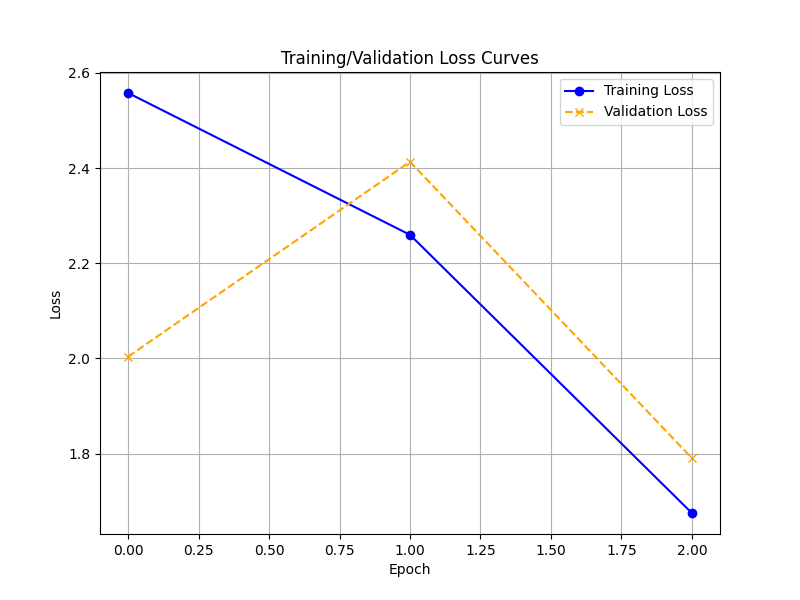 Training/Validation Loss Curves
Training Loss
Validation Loss
2.6
2.4
2.2
2.0
1.8
Loss
0.00 0.25 0.50 0.75 1.00 1.25 1.50 1.75 2.00
Epoch